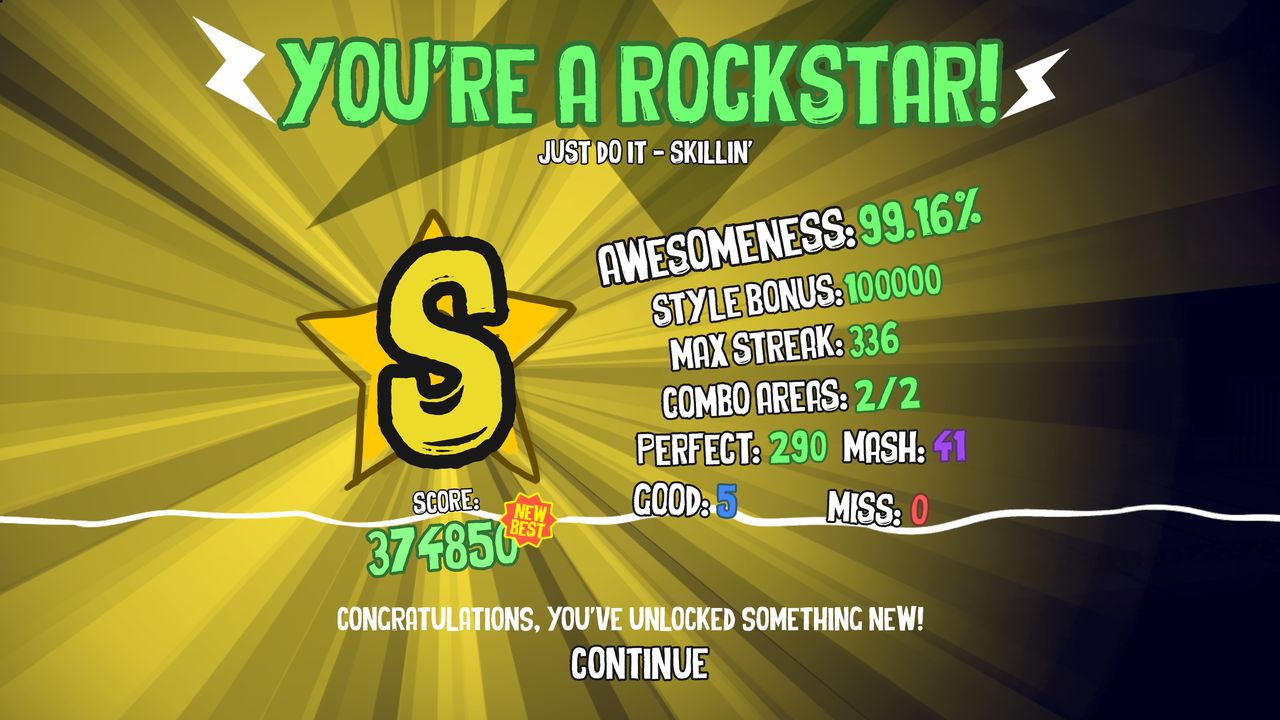 YOU'RE A ROCKSTAR!
JUST DO IT - SKILLIN'
S
AWESOMENESS: 99.16%
STYLE BONUS: 100000
MAX STREAK: 336
COMBO AREAS: 2/2
PERFECT: 290 MASH: 41
GOOD: 5 MISS: 0
SCORE:
374850
NEW BEST
CONGRATULATIONS, YOU'VE UNLOCKED SOMETHING NEW!
CONTINUE